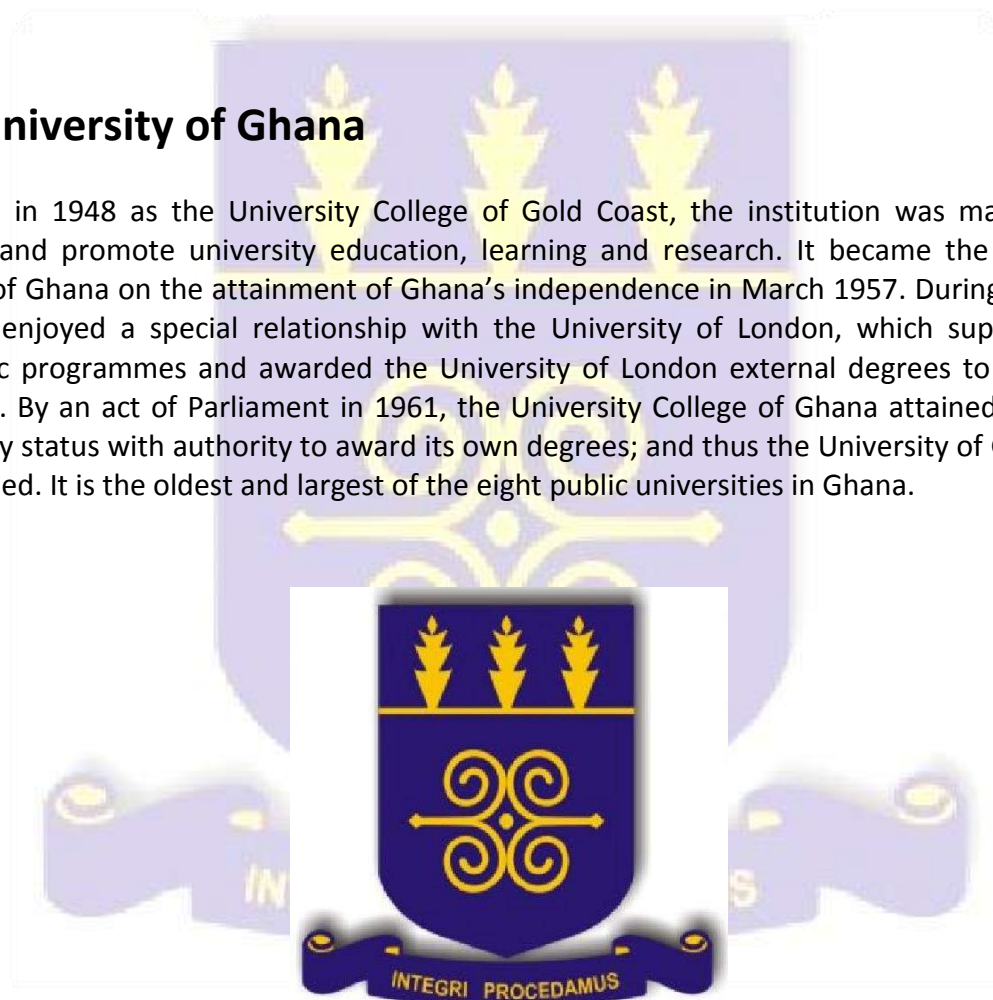 niversity of Ghana
in 1948 as the University College of Gold Coast, the institution was ma
and promote university education, learning and research. It became the
of Ghana on the attainment of Ghana’s independence in March 1957. During
enjoyed a special relationship with the University of London, which sup
c programmes and awarded the University of London external degrees to
. By an act of Parliament in 1961, the University College of Ghana attained
y status with authority to award its own degrees; and thus the University of
ed. It is the oldest and largest of the eight public universities in Ghana.
IN S
INTEGRI PROCEDAMUS